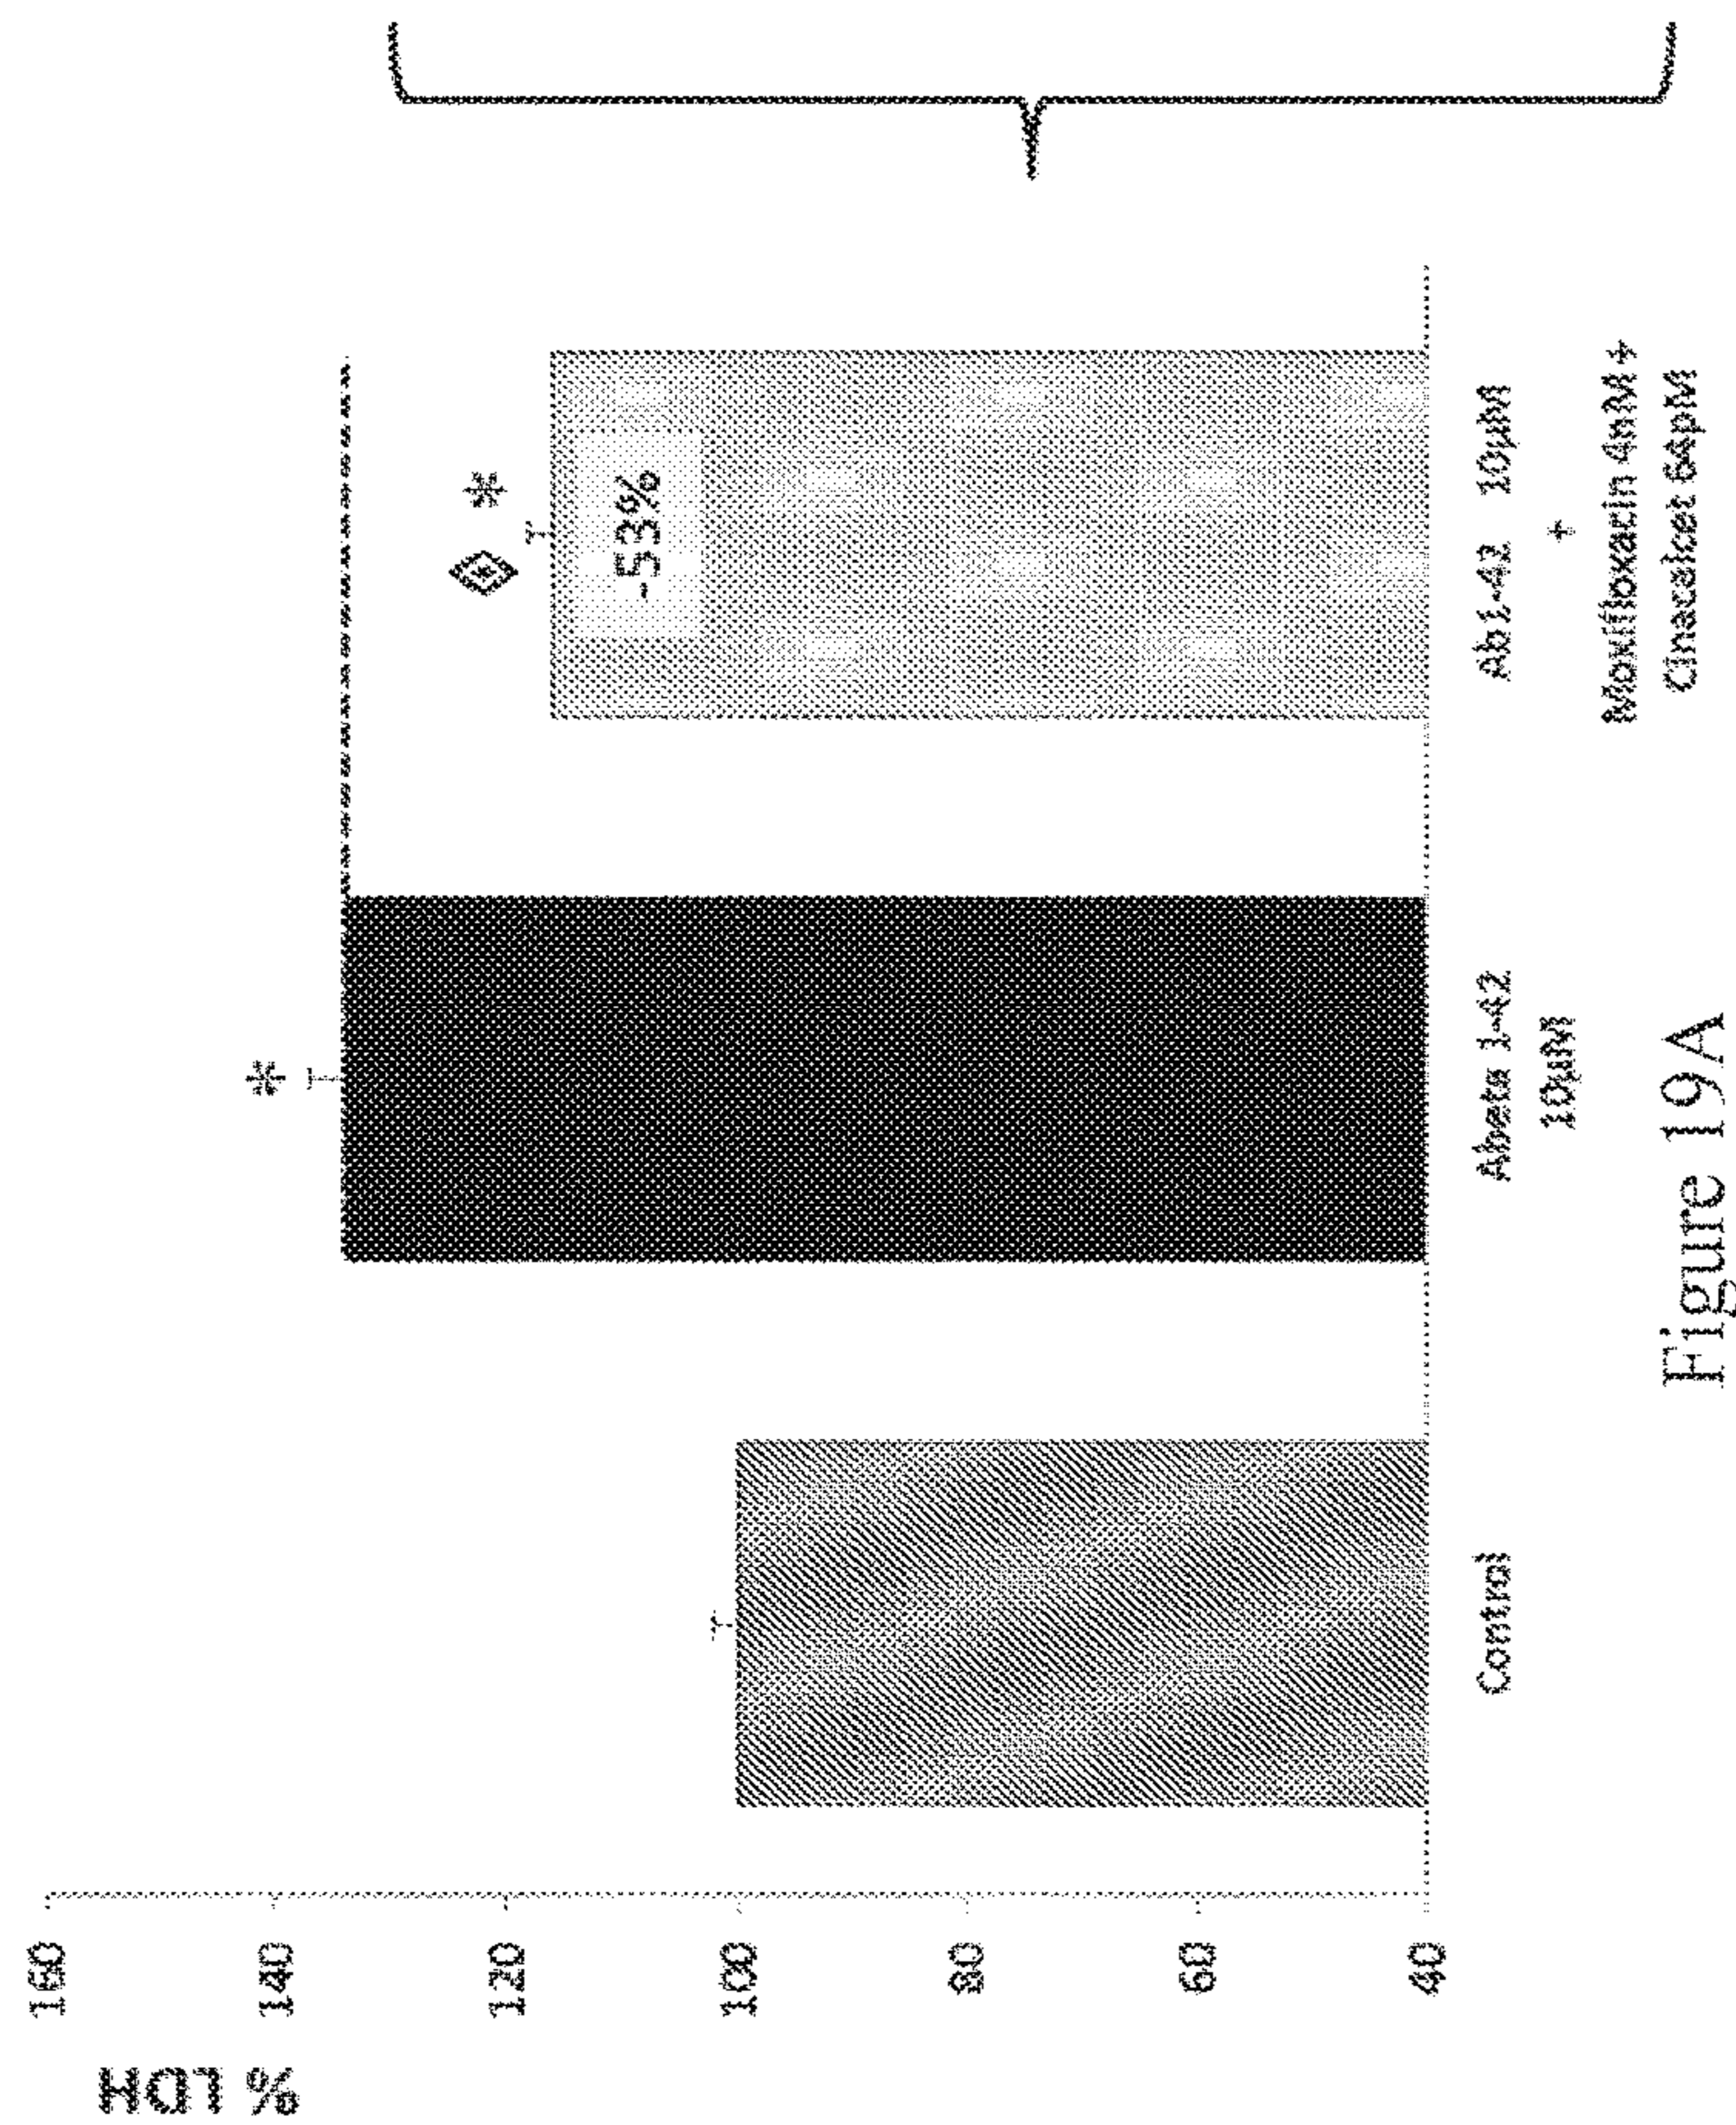 % LDH
160
140
120
100
80
60
40
*
◈ *
-53%
Control
Abeta 1-42
10µM
Ab1-42 10µM
+
Moxifloxacin 4nM+
Cinacalcet 64pM
Figure 19A